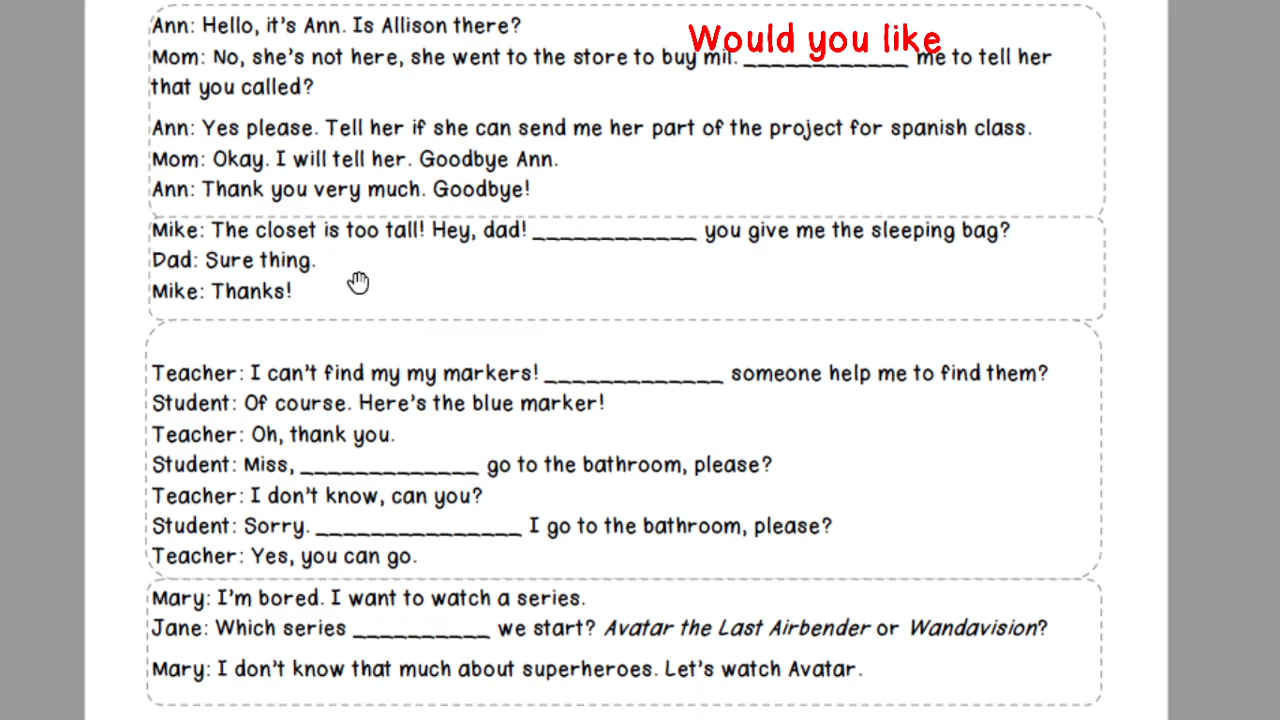 Ann: Hello, it's Ann. Is Allison there?
Would you like
Mom: No, she's not here, she went to the store to buy mil. ____________ me to tell her
that you called?
Ann: Yes please. Tell her if she can send me her part of the project for spanish class.
Mom: Okay. I will tell her. Goodbye Ann.
Ann: Thank you very much. Goodbye!
Mike: The closet is too tall! Hey, dad! ____________ you give me the sleeping bag?
Dad: Sure thing.
Mike: Thanks!
Teacher: I can't find my my markers! _____________ someone help me to find them?
Student: Of course. Here's the blue marker!
Teacher: Oh, thank you.
Student: Miss, _____________ go to the bathroom, please?
Teacher: I don't know, can you?
Student: Sorry. _______________ I go to the bathroom, please?
Teacher: Yes, you can go.
Mary: I'm bored. I want to watch a series.
Jane: Which series __________ we start? Avatar the Last Airbender or Wandavision?
Mary: I don't know that much about superheroes. Let's watch Avatar.